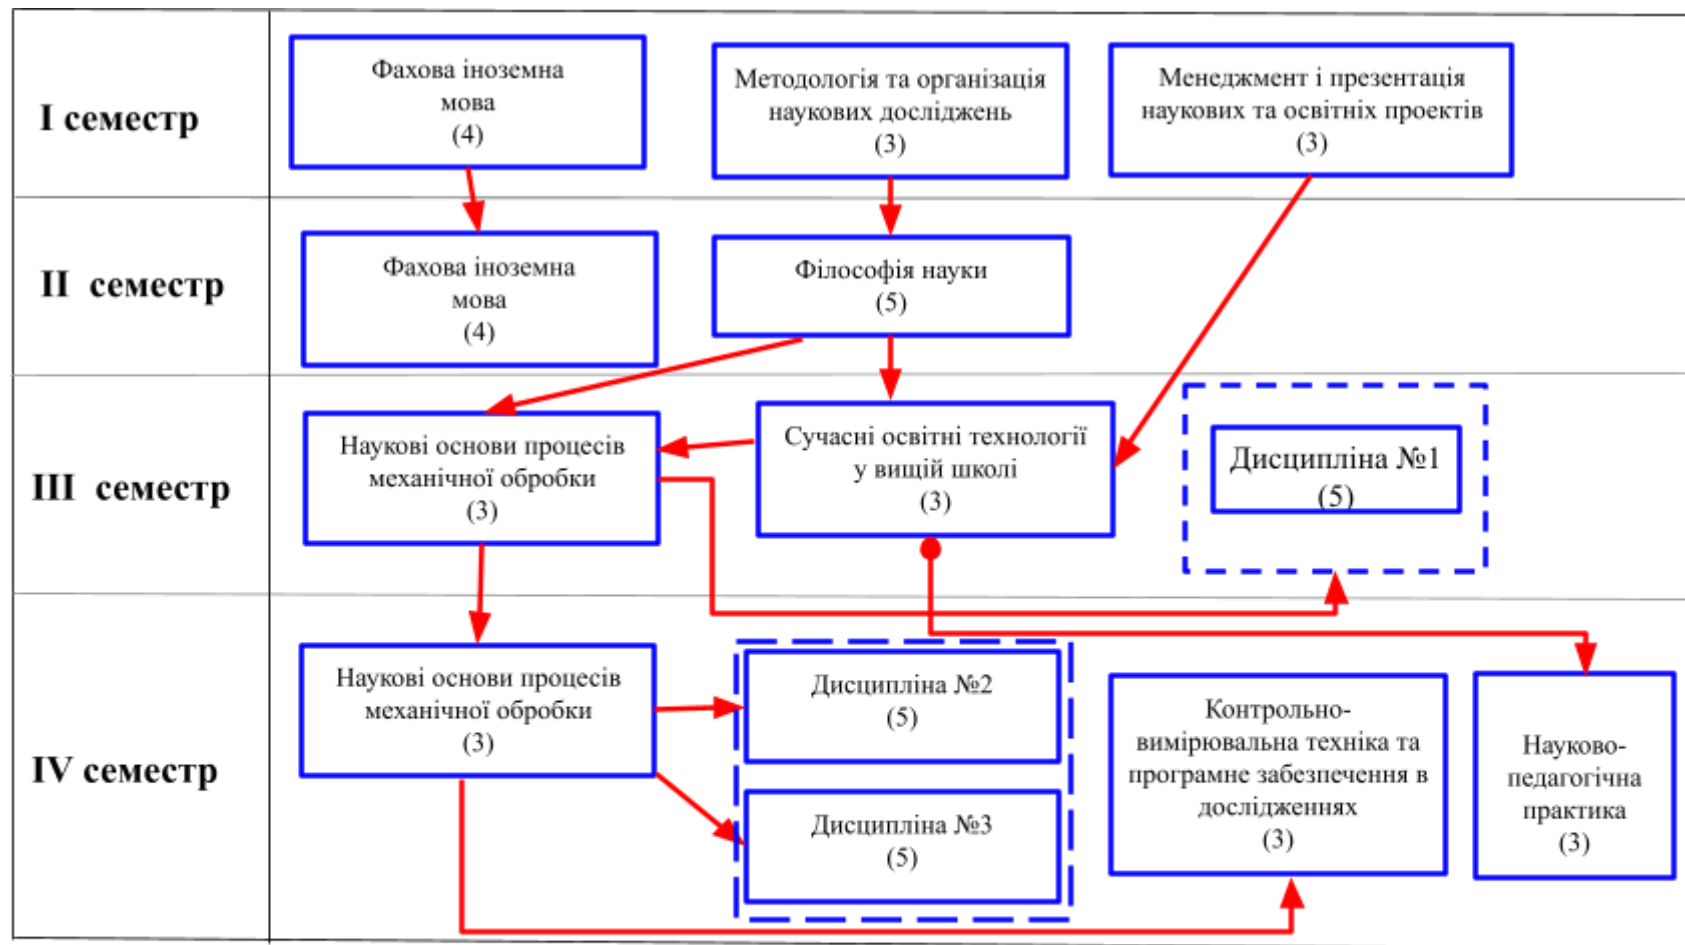 I семестр
Фахова іноземна
мова
(4)
Методологія та організація
наукових досліджень
(3)
Менеджмент і презентація
наукових та освітніх проектів
(3)
II семестр
Фахова іноземна
мова
(4)
Філософія науки
(5)
III семестр
Наукові основи процесів
механічної обробки
(3)
Сучасні освітні технології
у вищій школі
(3)
Дисципліна №1
(5)
IV семестр
Наукові основи процесів
механічної обробки
(3)
Дисципліна №2
(5)
Дисципліна №3
(5)
Контрольно-
вимірювальна техніка та
програмне забезпечення в
дослідженнях
(3)
Науково-
педагогічна
практика
(3)